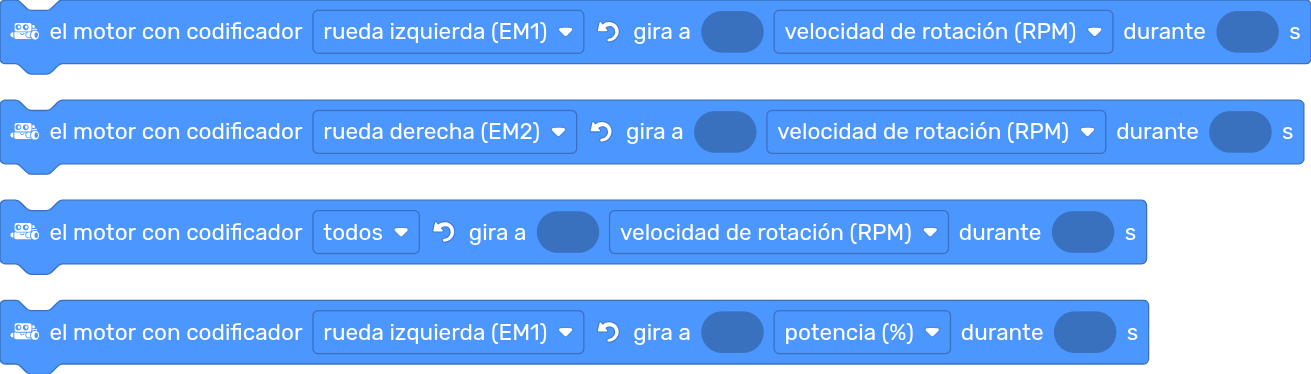 el motor con codificador rueda izquierda (EM1) gira a velocidad de rotación (RPM) durante s
el motor con codificador rueda derecha (EM2) gira a velocidad de rotación (RPM) durante s
el motor con codificador todos gira a velocidad de rotación (RPM) durante s
el motor con codificador rueda izquierda (EM1) gira a potencia (%) durante s